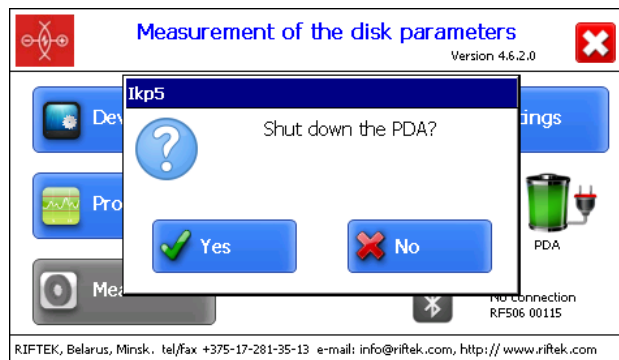 Measurement of the disk parameters
Version 4.6.2.0
Ikp5
Shut down the PDA?
Yes
No
PDA
No connection
RF506 00115
RIFTEK, Belarus, Minsk. tel/fax +375-17-281-35-13 e-mail: info@riftek.com, http://www.riftek.com